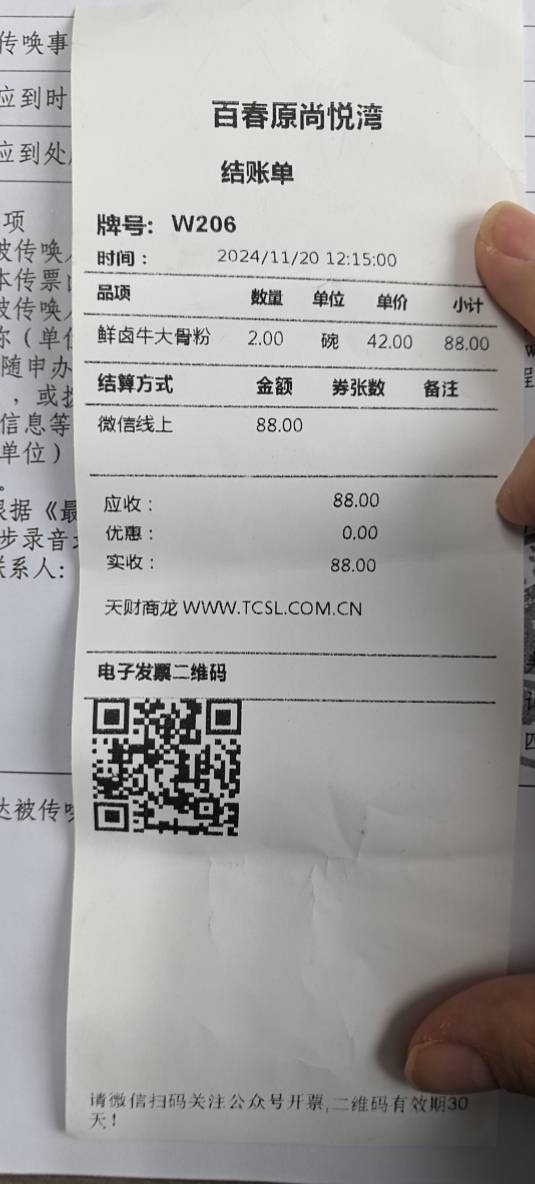 百春原尚悦湾
结账单
牌号: W206
时间： 2024/11/20 12:15:00
品项 数量 单位 单价 小计
鲜卤牛大骨粉 2.00 碗 42.00 88.00
结算方式 金额 券张数 备注
微信线上 88.00
应收： 88.00
优惠： 0.00
实收： 88.00
天财商龙 WWW.TCSL.COM.CN
电子发票二维码
请微信扫码关注公众号开票,二维码有效期30
天!
传唤事
应到时
应到处
项
被传唤
本传票
被传唤
称（单位
随申办
，或拨
信息等
单位）
。
根据《最
步录音
联系人:
达被传唤